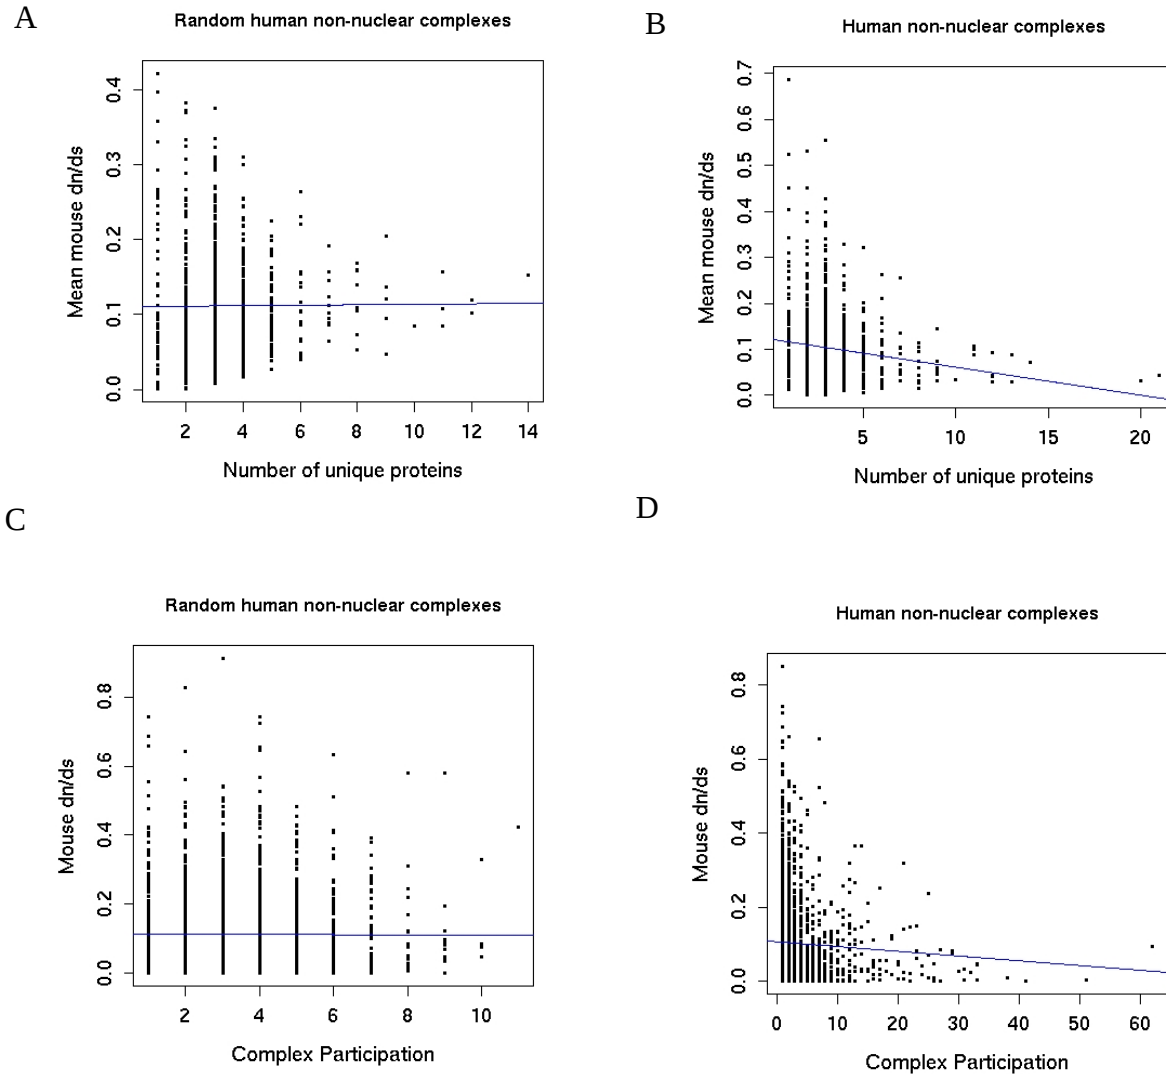 A
Random human non-nuclear complexes
Mean mouse dn/ds
0.4
0.3
0.2
0.1
0.0
2 4 6 8 10 12 14
Number of unique proteins
B
Human non-nuclear complexes
Mean mouse dn/ds
0.7
0.6
0.5
0.4
0.3
0.2
0.1
0.0
5 10 15 20
Number of unique proteins
C
Random human non-nuclear complexes
Mouse dn/ds
0.8
0.6
0.4
0.2
0.0
2 4 6 8 10
Complex Participation
D
Human non-nuclear complexes
Mouse dn/ds
0.8
0.6
0.4
0.2
0.0
0 10 20 30 40 50 60
Complex Participation